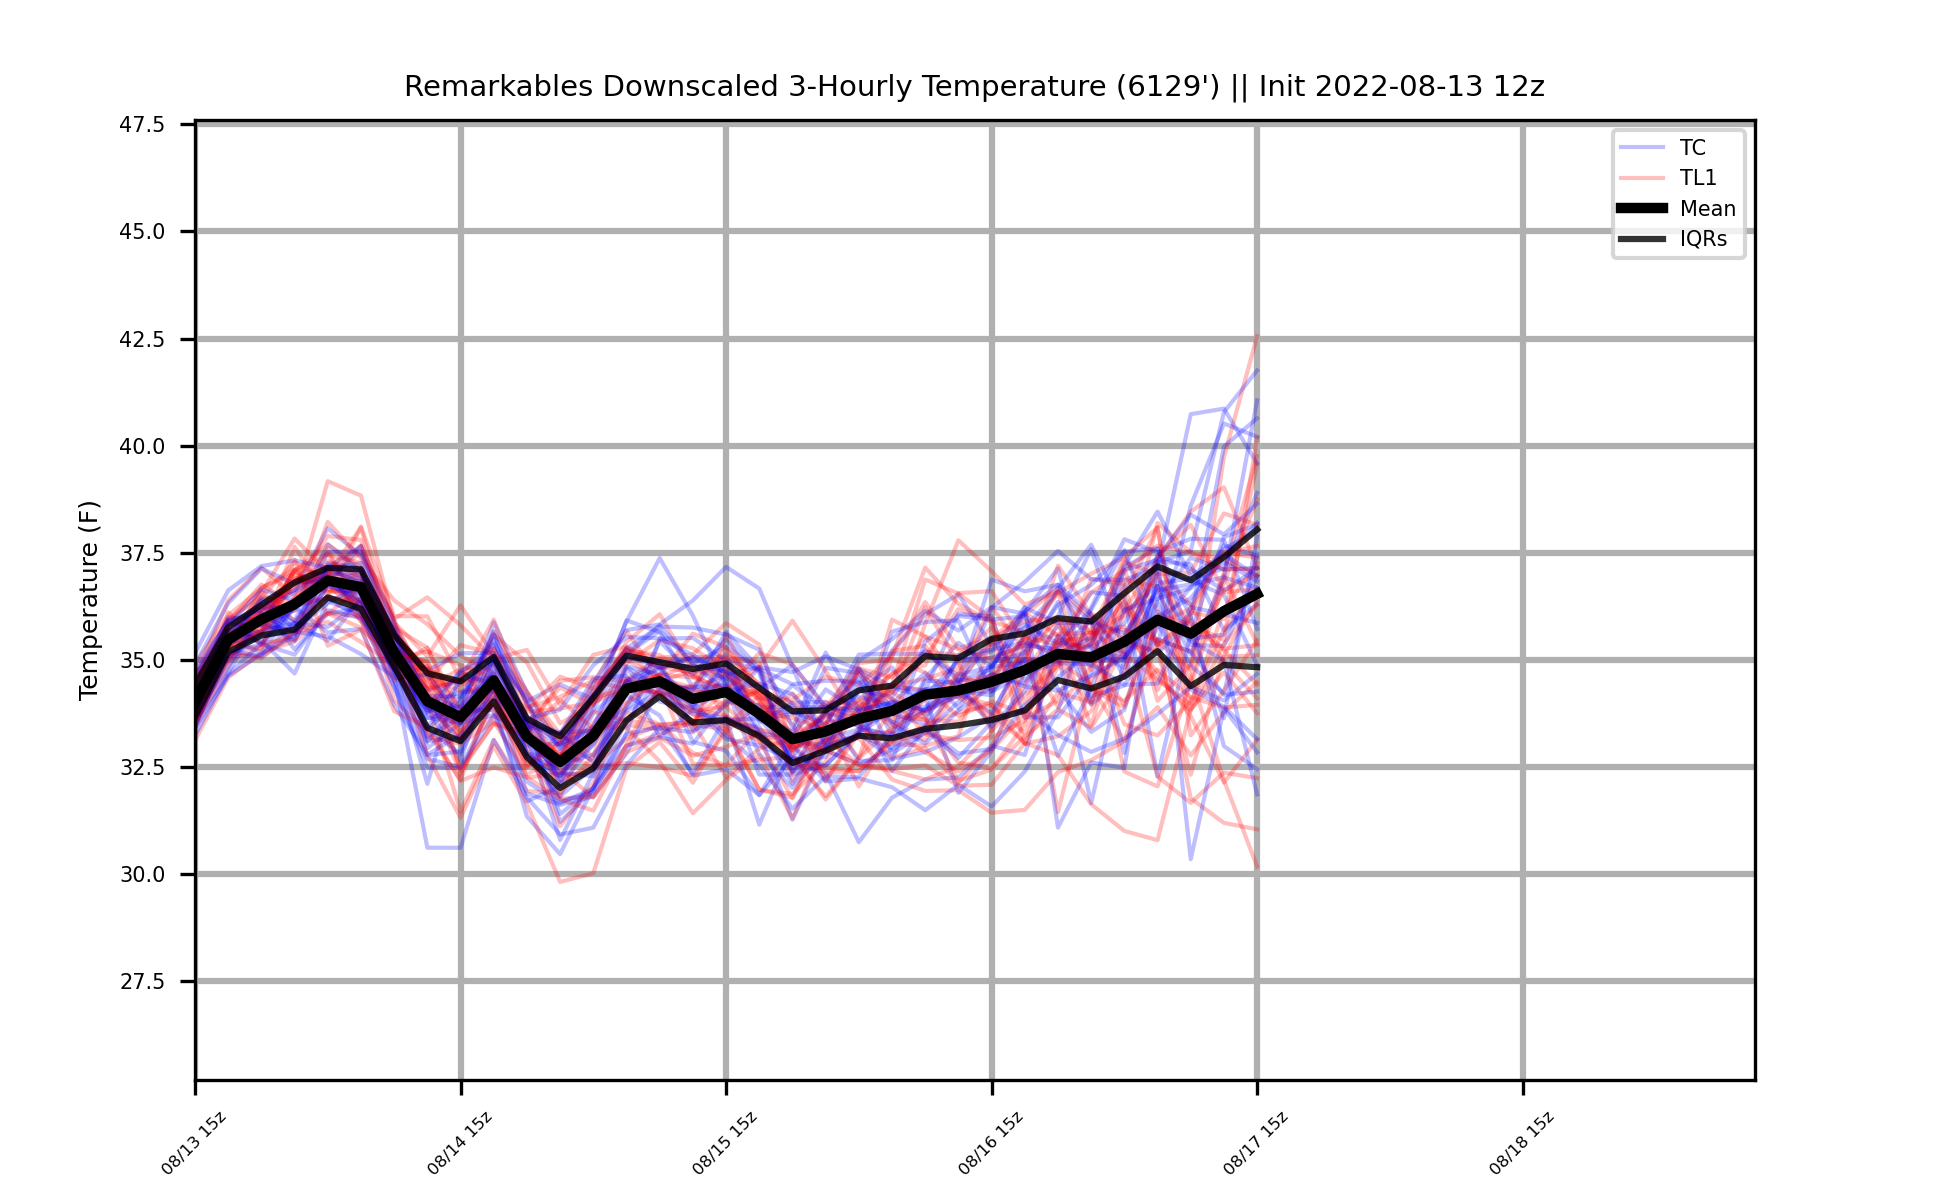 Remarkables Downscaled 3-Hourly Temperature (6129') || Init 2022-08-13 12z
47.5
45.0
42.5
40.0
37.5
35.0
32.5
30.0
27.5
Temperature (F)
TC
TL1
Mean
IQRs
08/13 15z
08/14 15z
08/15 15z
08/16 15z
08/17 15z
08/18 15z